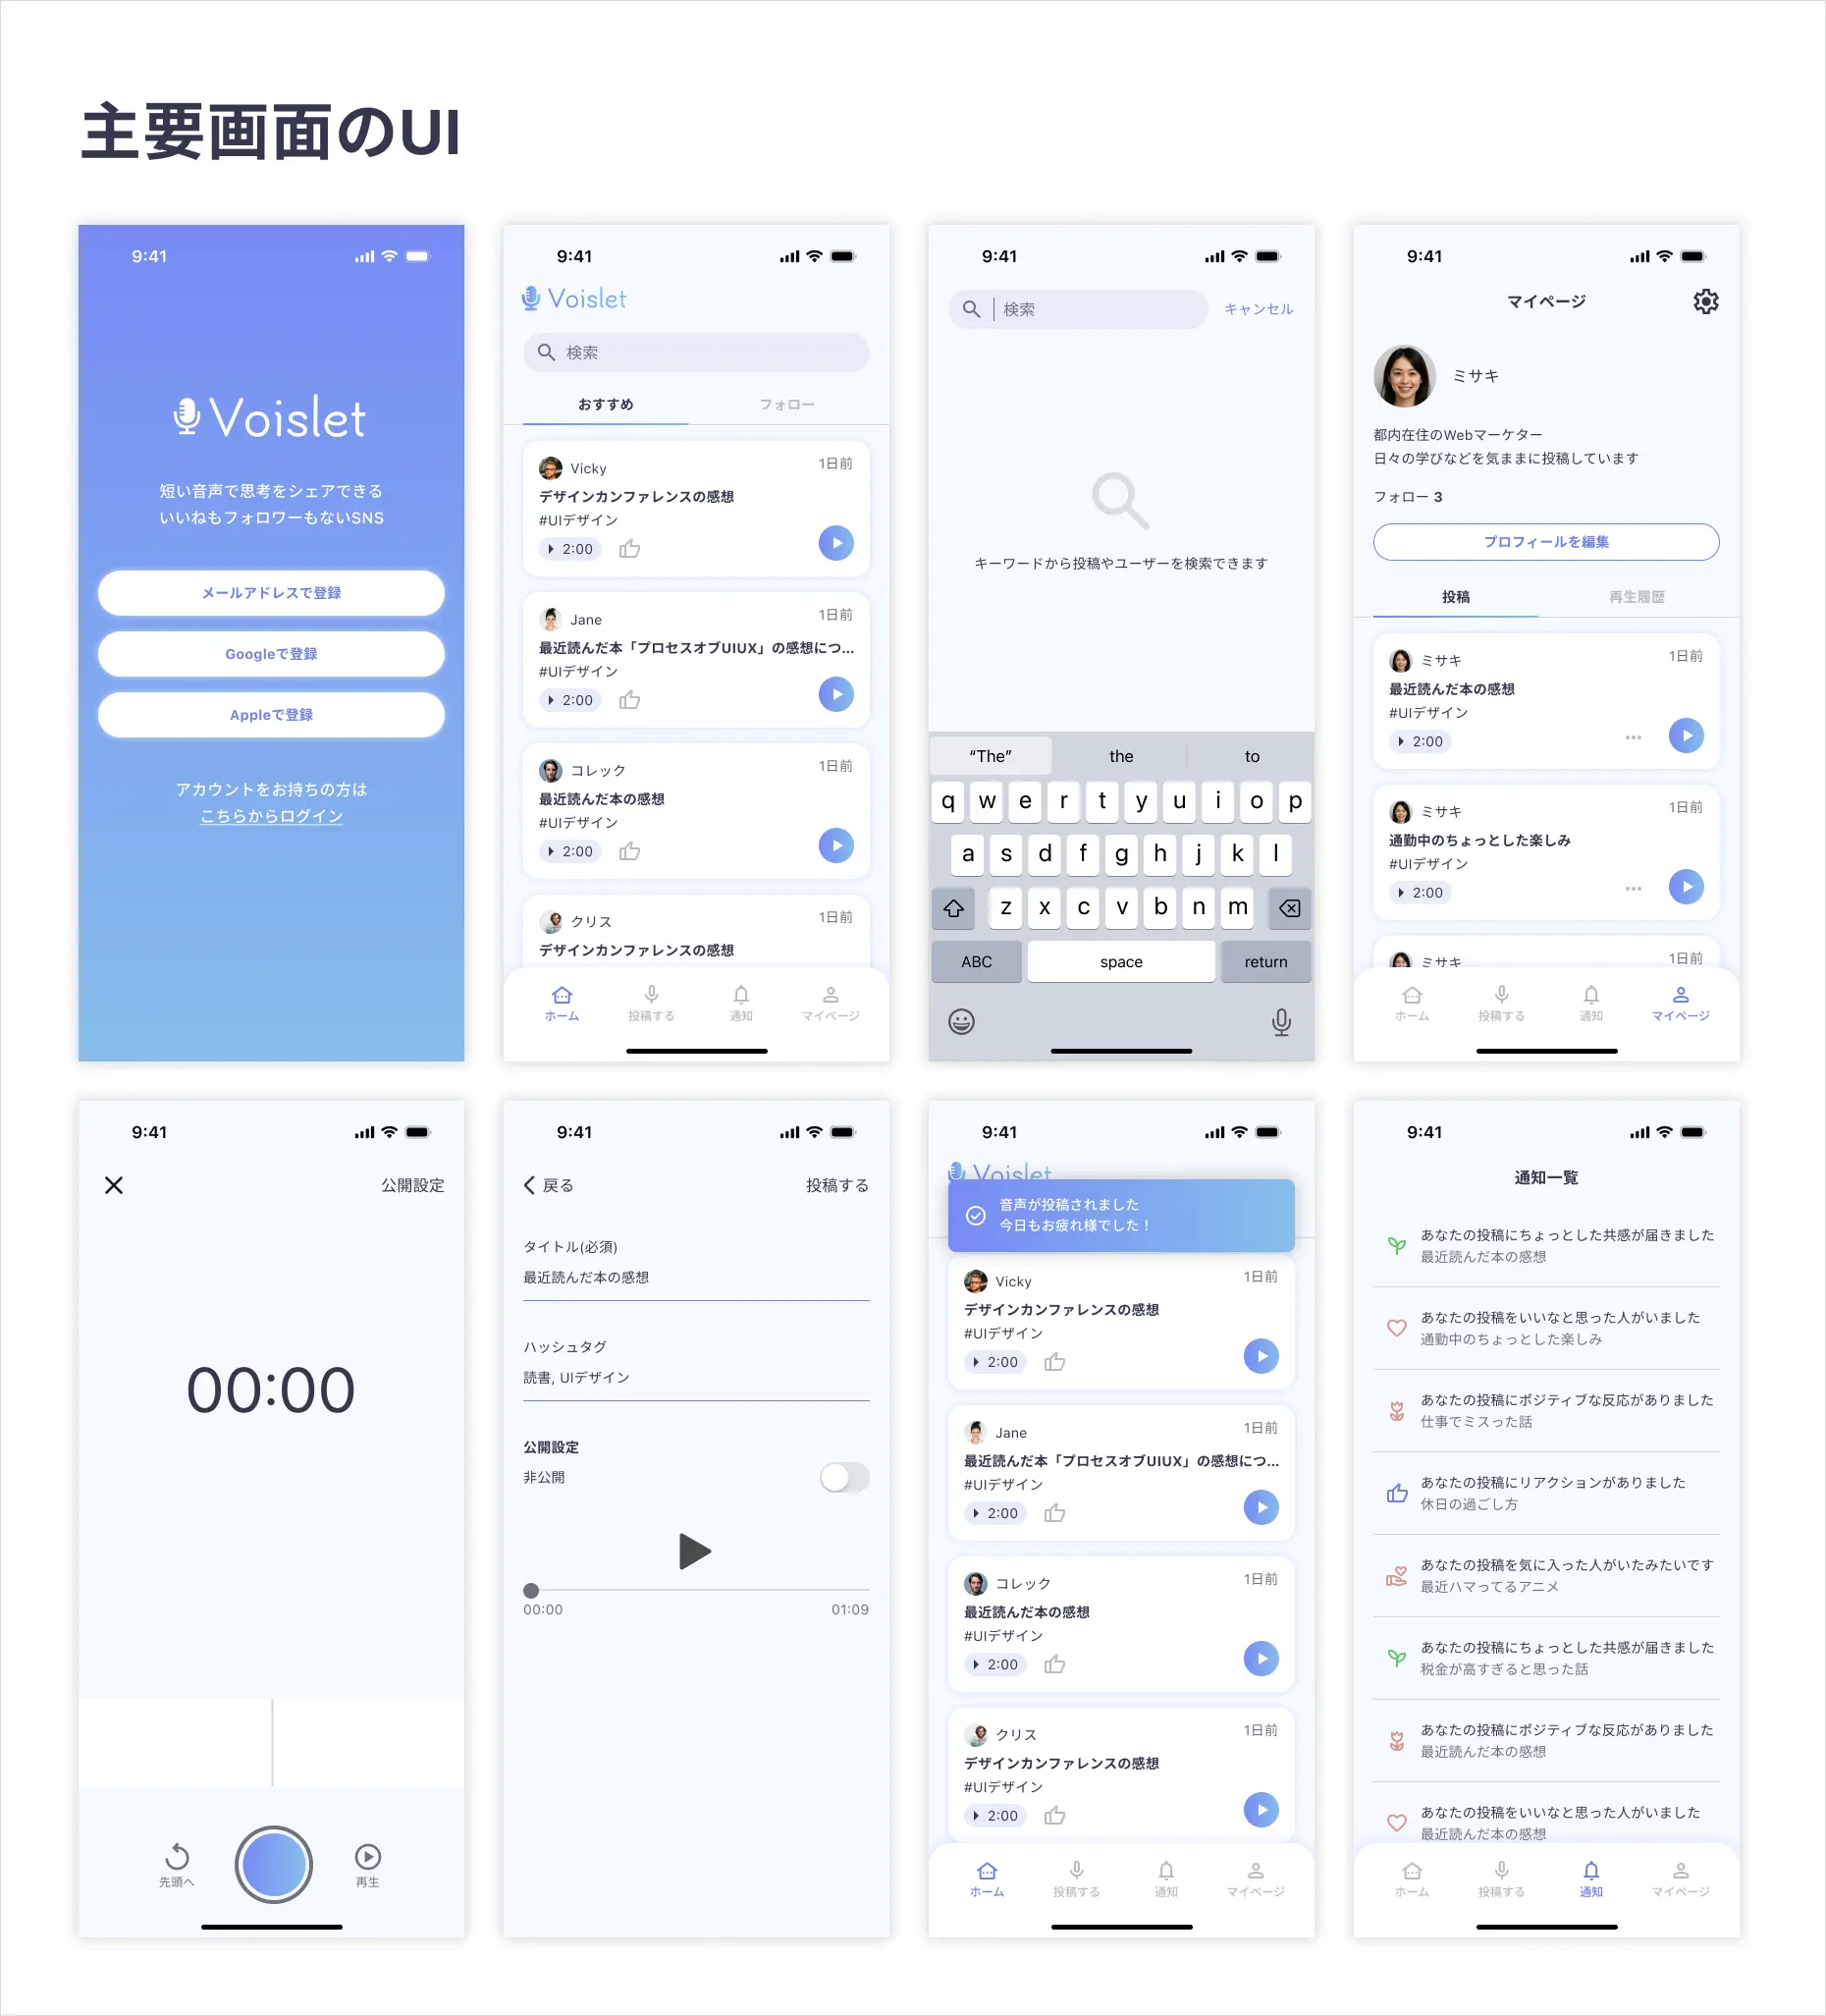 主要画面のUI
9:41
Voislet
短い音声で思考をシェアできる
いいねもフォロワーもないSNS
メールアドレスで登録
Googleで登録
Appleで登録
アカウントをお持ちの方は
こちらからログイン
9:41
Voislet
検索
おすすめ フォロー
Vicky 1日前
デザインカンファレンスの感想
#UIデザイン
2:00
Jane 1日前
最近読んだ本「プロセスオブUIUX」の感想につ...
#UIデザイン
2:00
コレック 1日前
最近読んだ本の感想
#UIデザイン
2:00
クリス 1日前
デザインカンファレンスの感想
ホーム 投稿する 通知 マイページ
9:41
検索 キャンセル
キーワードから投稿やユーザーを検索できます
“The” the to
q w e r t y u i o p
a s d f g h j k l
z x c v b n m
ABC space return
9:41
マイページ
ミサキ
都内在住のWebマーケター
日々の学びなどを気ままに投稿しています
フォロー 3
プロフィールを編集
投稿 再生履歴
ミサキ 1日前
最近読んだ本の感想
#UIデザイン
2:00
ミサキ 1日前
通勤中のちょっとした楽しみ
#UIデザイン
2:00
ミサキ 1日前
ホーム 投稿する 通知 マイページ
9:41
公開設定
00:00
先頭へ 再生
9:41
戻る 投稿する
タイトル(必須)
最近読んだ本の感想
ハッシュタグ
読書, UIデザイン
公開設定
非公開
00:00 01:09
9:41
Voislet
音声が投稿されました
今日もお疲れ様でした！
Vicky 1日前
デザインカンファレンスの感想
#UIデザイン
2:00
Jane 1日前
最近読んだ本「プロセスオブUIUX」の感想につ...
#UIデザイン
2:00
コレック 1日前
最近読んだ本の感想
#UIデザイン
2:00
クリス 1日前
デザインカンファレンスの感想
#UIデザイン
2:00
ホーム 投稿する 通知 マイページ
9:41
通知一覧
あなたの投稿にちょっとした共感が届きました
最近読んだ本の感想
あなたの投稿をいいなと思った人がいました
通勤中のちょっとした楽しみ
あなたの投稿にポジティブな反応がありました
仕事でミスった話
あなたの投稿にリアクションがありました
休日の過ごし方
あなたの投稿を気に入った人がいたみたいです
最近ハマってるアニメ
あなたの投稿にちょっとした共感が届きました
税金が高すぎると思った話
あなたの投稿にポジティブな反応がありました
最近読んだ本の感想
あなたの投稿をいいなと思った人がいました
最近読んだ本の感想
ホーム 投稿する 通知 マイページ